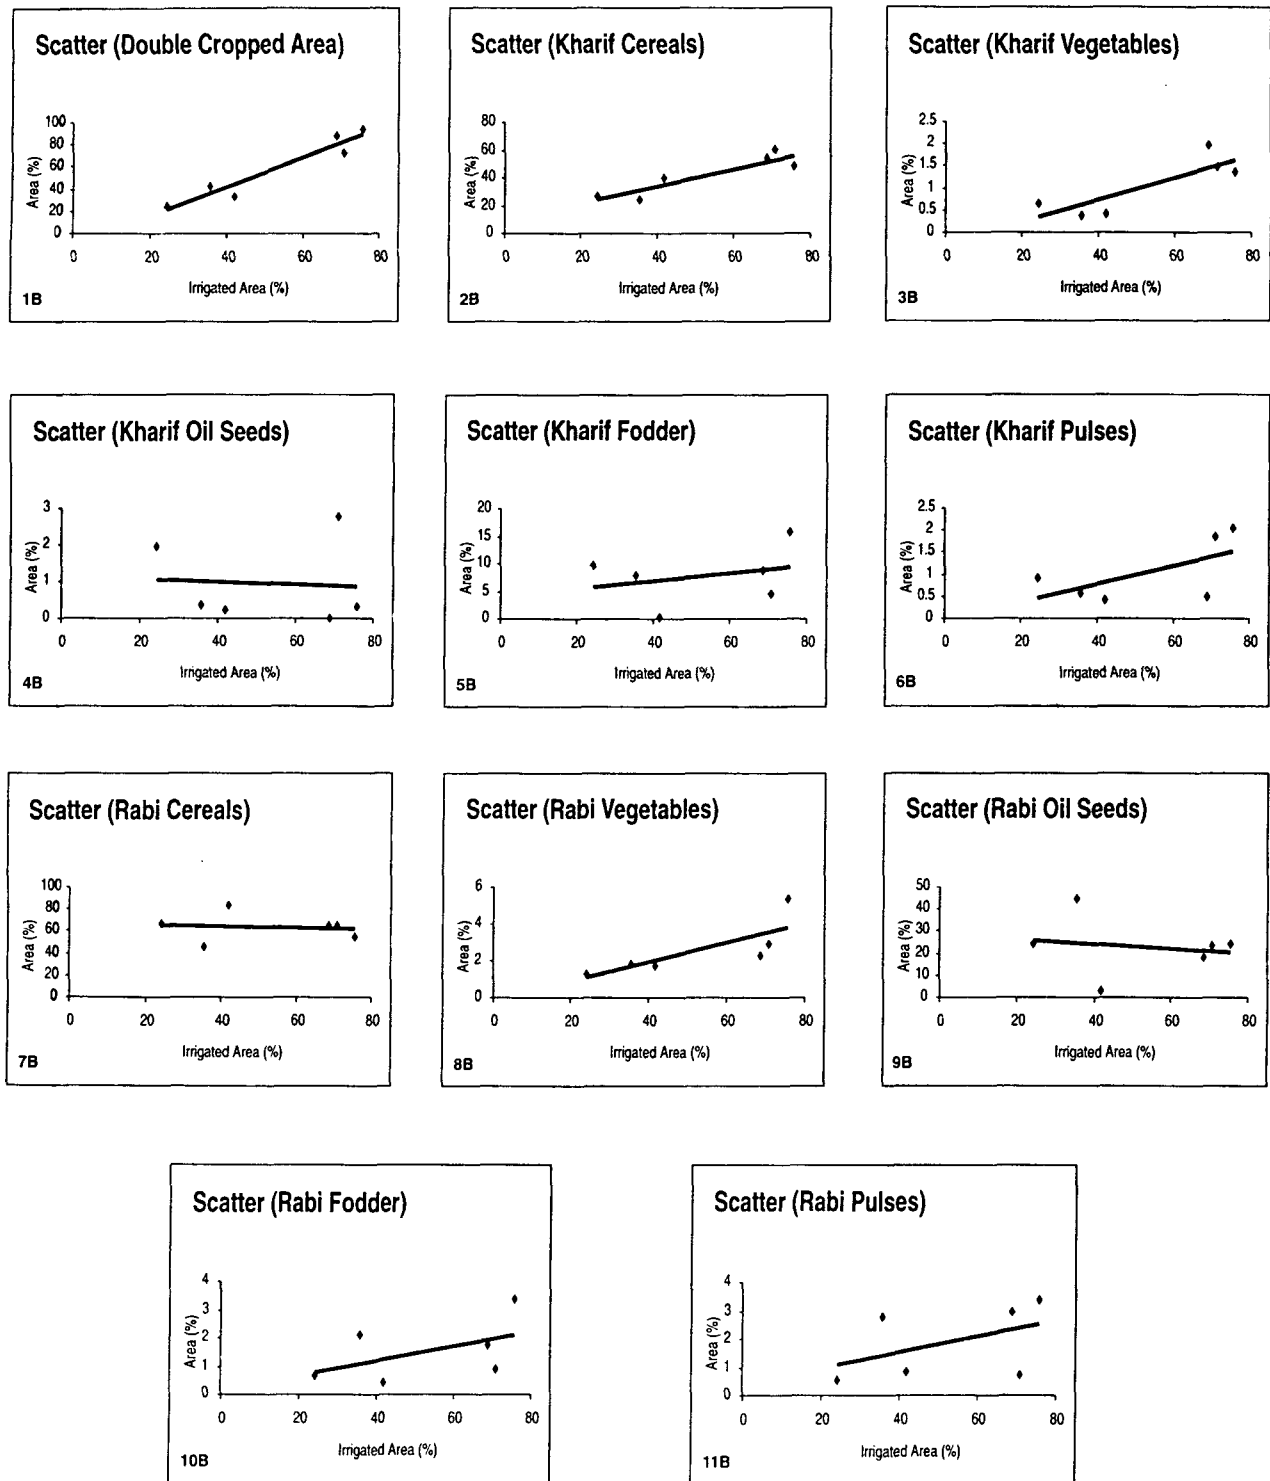 Scatter (Double Cropped Area)
100
80
60
40
20
0
Area (%)
0 20 40 60 80
Irrigated Area (%)
1B
Scatter (Kharif Cereals)
80
60
40
20
0
Area (%)
0 20 40 60 80
Irrigated Area (%)
2B
Scatter (Kharif Vegetables)
2.5
2
1.5
1
0.5
0
Area (%)
0 20 40 60 80
Irrigated Area (%)
3B
Scatter (Kharif Oil Seeds)
3
2
1
0
Area (%)
0 20 40 60 80
Irrigated Area (%)
4B
Scatter (Kharif Fodder)
20
15
10
5
0
Area (%)
0 20 40 60 80
Irrigated Area (%)
5B
Scatter (Kharif Pulses)
2.5
2
1.5
1
0.5
0
Area (%)
0 20 40 60 80
Irrigated Area (%)
6B
Scatter (Rabi Cereals)
100
80
60
40
20
0
Area (%)
0 20 40 60 80
Irrigated Area (%)
7B
Scatter (Rabi Vegetables)
6
4
2
0
Area (%)
0 20 40 60 80
Irrigated Area (%)
8B
Scatter (Rabi Oil Seeds)
50
40
30
20
10
0
Area (%)
0 20 40 60 80
Irrigated Area (%)
9B
Scatter (Rabi Fodder)
4
3
2
1
0
Area (%)
0 20 40 60 80
Irrigated Area (%)
10B
Scatter (Rabi Pulses)
4
3
2
1
0
Area (%)
0 20 40 60 80
Irrigated Area (%)
11B